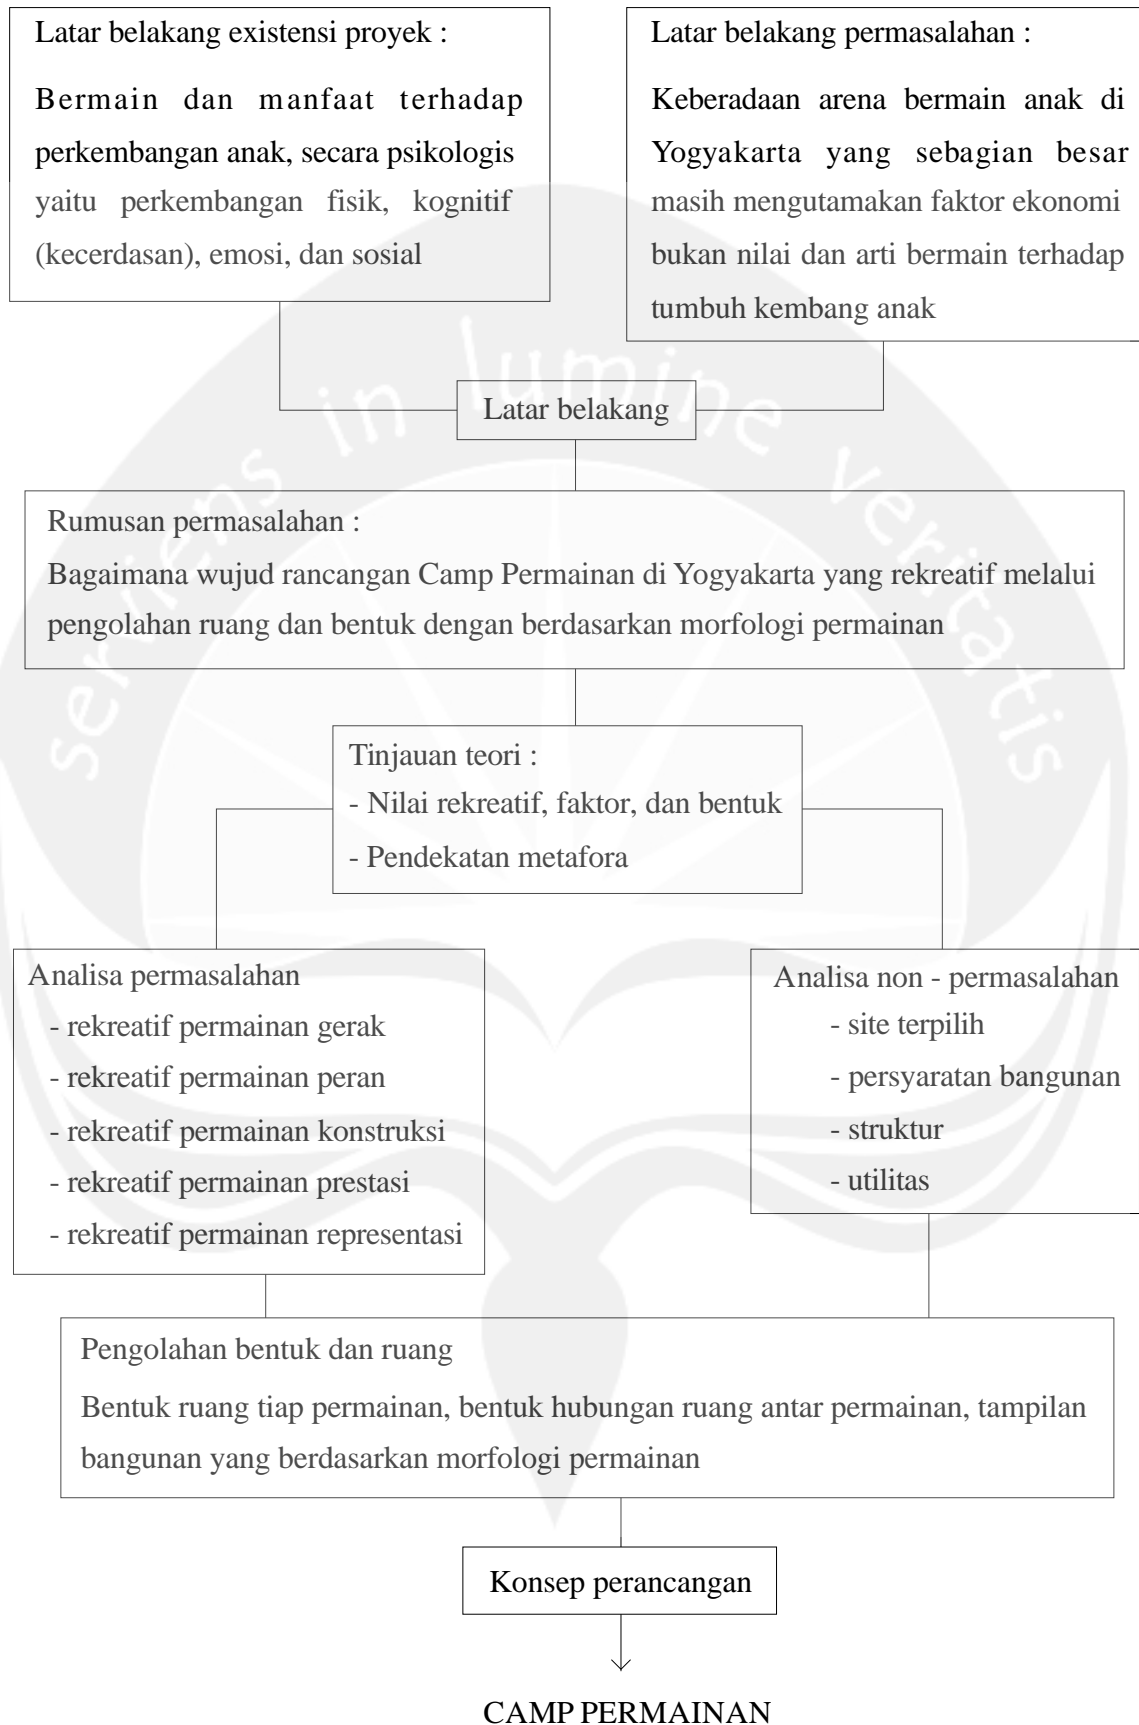 Latar belakang existensi proyek :
Bermain dan manfaat terhadap
perkembangan anak, secara psikologis
yaitu perkembangan fisik, kognitif
(kecerdasan), emosi, dan sosial
Latar belakang permasalahan :
Keberadaan arena bermain anak di
Yogyakarta yang sebagian besar
masih mengutamakan faktor ekonomi
bukan nilai dan arti bermain terhadap
tumbuh kembang anak
Latar belakang
Rumusan permasalahan :
Bagaimana wujud rancangan Camp Permainan di Yogyakarta yang rekreatif melalui
pengolahan ruang dan bentuk dengan berdasarkan morfologi permainan
Tinjauan teori :
- Nilai rekreatif, faktor, dan bentuk
- Pendekatan metafora
Analisa permasalahan
- rekreatif permainan gerak
- rekreatif permainan peran
- rekreatif permainan konstruksi
- rekreatif permainan prestasi
- rekreatif permainan representasi
Analisa non - permasalahan
- site terpilih
- persyaratan bangunan
- struktur
- utilitas
Pengolahan bentuk dan ruang
Bentuk ruang tiap permainan, bentuk hubungan ruang antar permainan, tampilan
bangunan yang berdasarkan morfologi permainan
Konsep perancangan
CAMP PERMAINAN
serviens in lumine veritatis